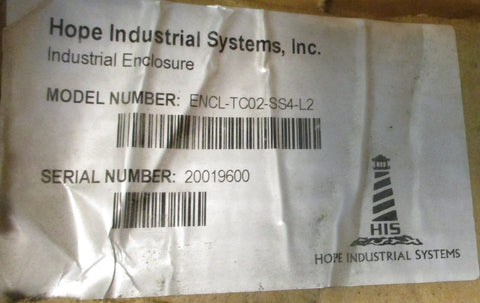 Hope Industrial Systems, Inc.
Industrial Enclosure
MODEL NUMBER: ENCL-TC02-SS4-L2
SERIAL NUMBER: 20019600
HIS
HOPE INDUSTRIAL SYSTEMS